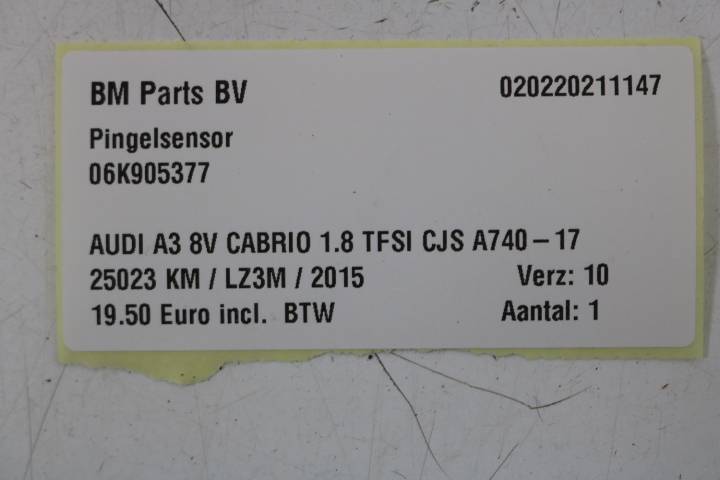 BM Parts BV 020220211147
Pingelsensor
06K905377
AUDI A3 8V CABRIO 1.8 TFSI CJS A740-17
25023 KM / LZ3M / 2015 Verz: 10
19.50 Euro incl. BTW Aantal: 1